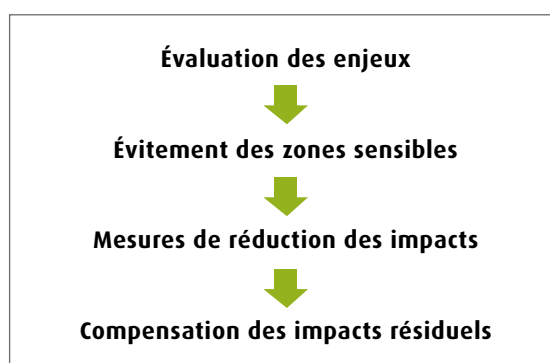 Évaluation des enjeux
Évitement des zones sensibles
Mesures de réduction des impacts
Compensation des impacts résiduels